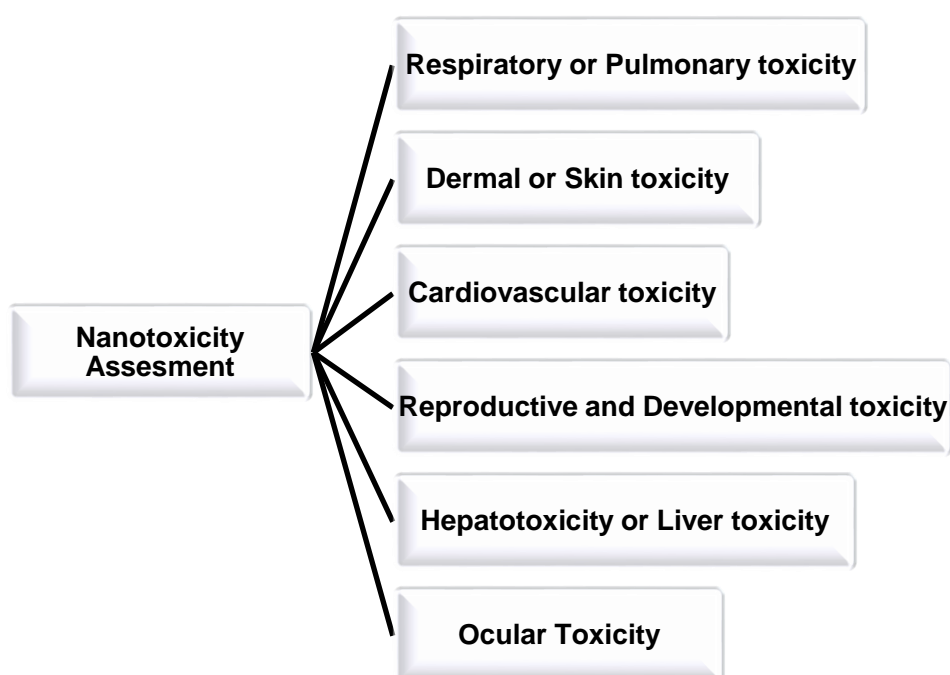 Respiratory or Pulmonary toxicity
Dermal or Skin toxicity
Cardiovascular toxicity
Nanotoxicity
Assesment
Reproductive and Developmental toxicity
Hepatotoxicity or Liver toxicity
Ocular Toxicity